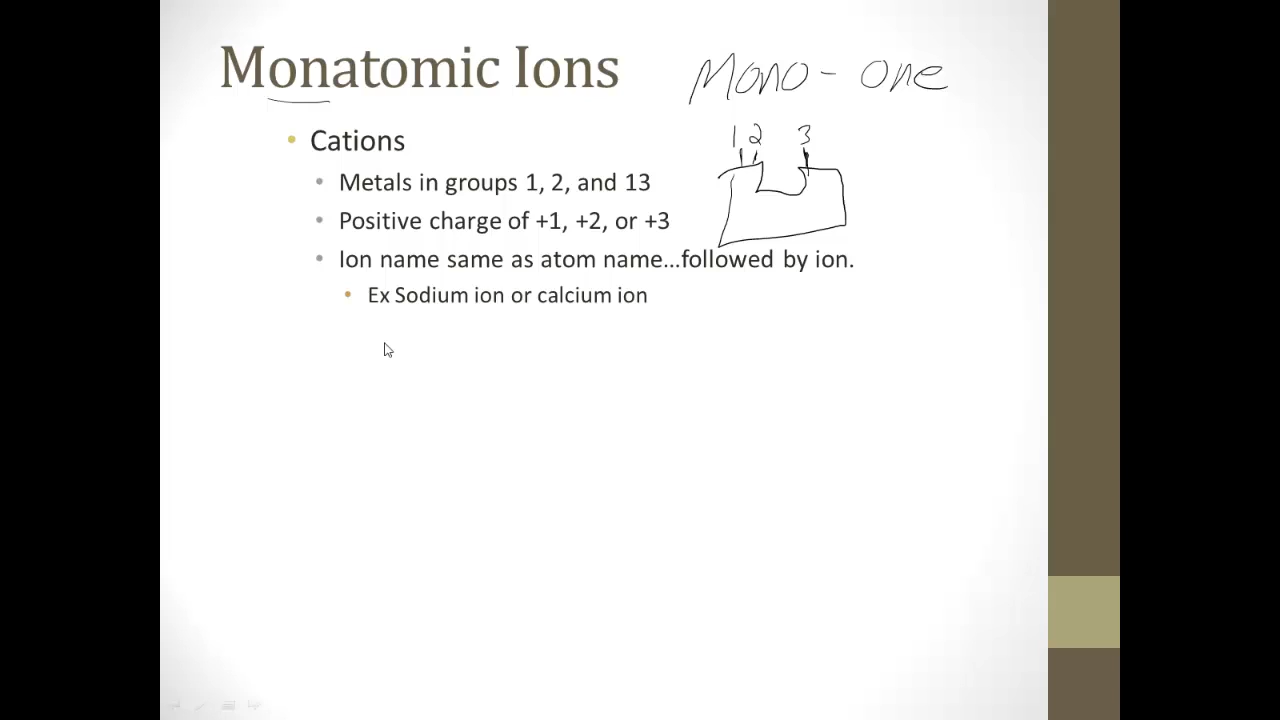 Monatomic Ions
Mono - one
• Cations
1 2 3
• Metals in groups 1, 2, and 13
• Positive charge of +1, +2, or +3
• Ion name same as atom name...followed by ion.
• Ex Sodium ion or calcium ion